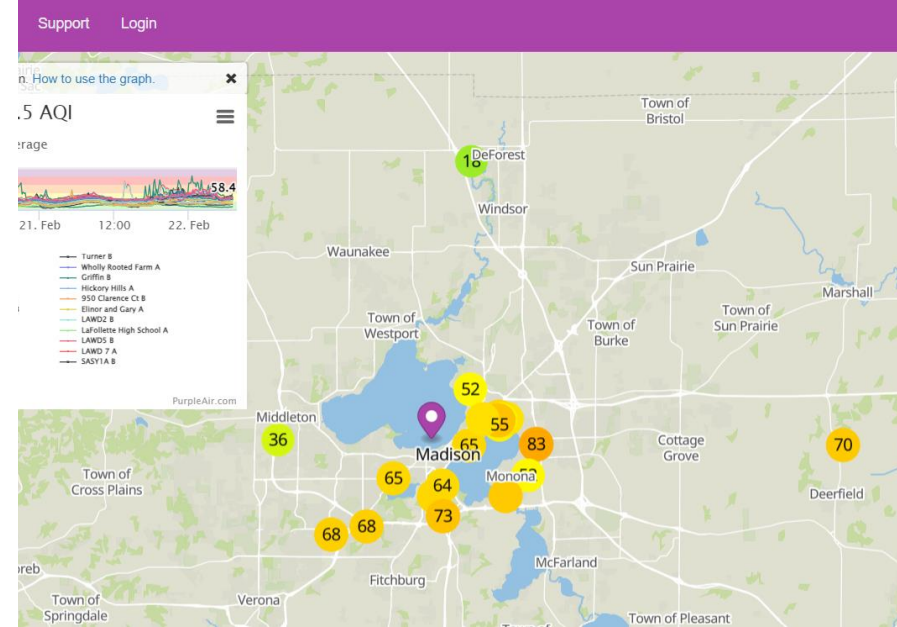 Support Login
n. How to use the graph. ✖
.5 AQI
erage
58.4
21. Feb 12:00 22. Feb
Turner B
Wholly Rooted Farm A
Griffin B
Hickory Hills A
950 Clarence Ct B
Elinor and Gary A
LAWD2 B
LaFollette High School A
LAWD5 B
LAWD 7 A
SASY1A B
PurpleAir.com
Town of
Bristol
18
DeForest
Windsor
Waunakee
Sun Prairie
Marshall
Town of
Westport
Town of
Burke
Town of
Sun Prairie
52
Middleton
36
55
65
83
Madison
Cottage
Grove
70
Town of
Cross Plains
65
64
Monona
Deerfield
73
68
68
McFarland
Fitchburg
reb
Town of
Springdale
Verona
Town of Pleasant